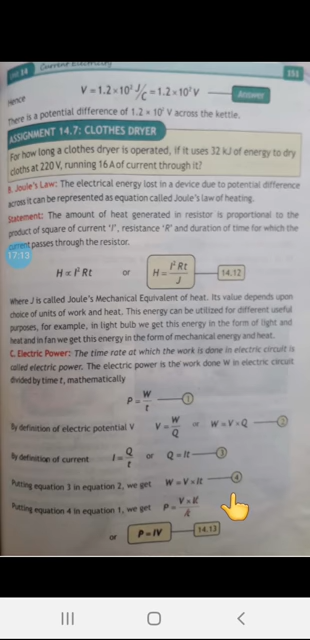 Unit 14 Current Electricity 151
Hence V = 1.2×10² J/C = 1.2×10² V Answer
There is a potential difference of 1.2 × 10² V across the kettle.
ASSIGNMENT 14.7: CLOTHES DRYER
For how long a clothes dryer is operated, if it uses 32 kJ of energy to dry
cloths at 220 V, running 16A of current through it?
B. Joule's Law: The electrical energy lost in a device due to potential difference
across it can be represented as equation called Joule's law of heating.
Statement: The amount of heat generated in resistor is proportional to the
product of square of current 'I', resistance 'R' and duration of time for which the
current passes through the resistor.
17:13
H ∝ I² Rt or H = I² Rt / J 14.12
Where J is called Joule's Mechanical Equivalent of heat. Its value depends upon
choice of units of work and heat. This energy can be utilized for different useful
purposes, for example, in light bulb we get this energy in the form of light and
heat and in fan we get this energy in the form of mechanical energy and heat.
C. Electric Power: The time rate at which the work is done in electric circuit is
called electric power. The electric power is the work done W in electric circuit
divided by time t, mathematically
P = W / t 1
By definition of electric potential V V = W / Q or W = V × Q 2
By definition of current I = Q / t or Q = It 3
Putting equation 3 in equation 2, we get W = V × It 4
Putting equation 4 in equation 1, we get P = V × It / t
or P = IV 14.13